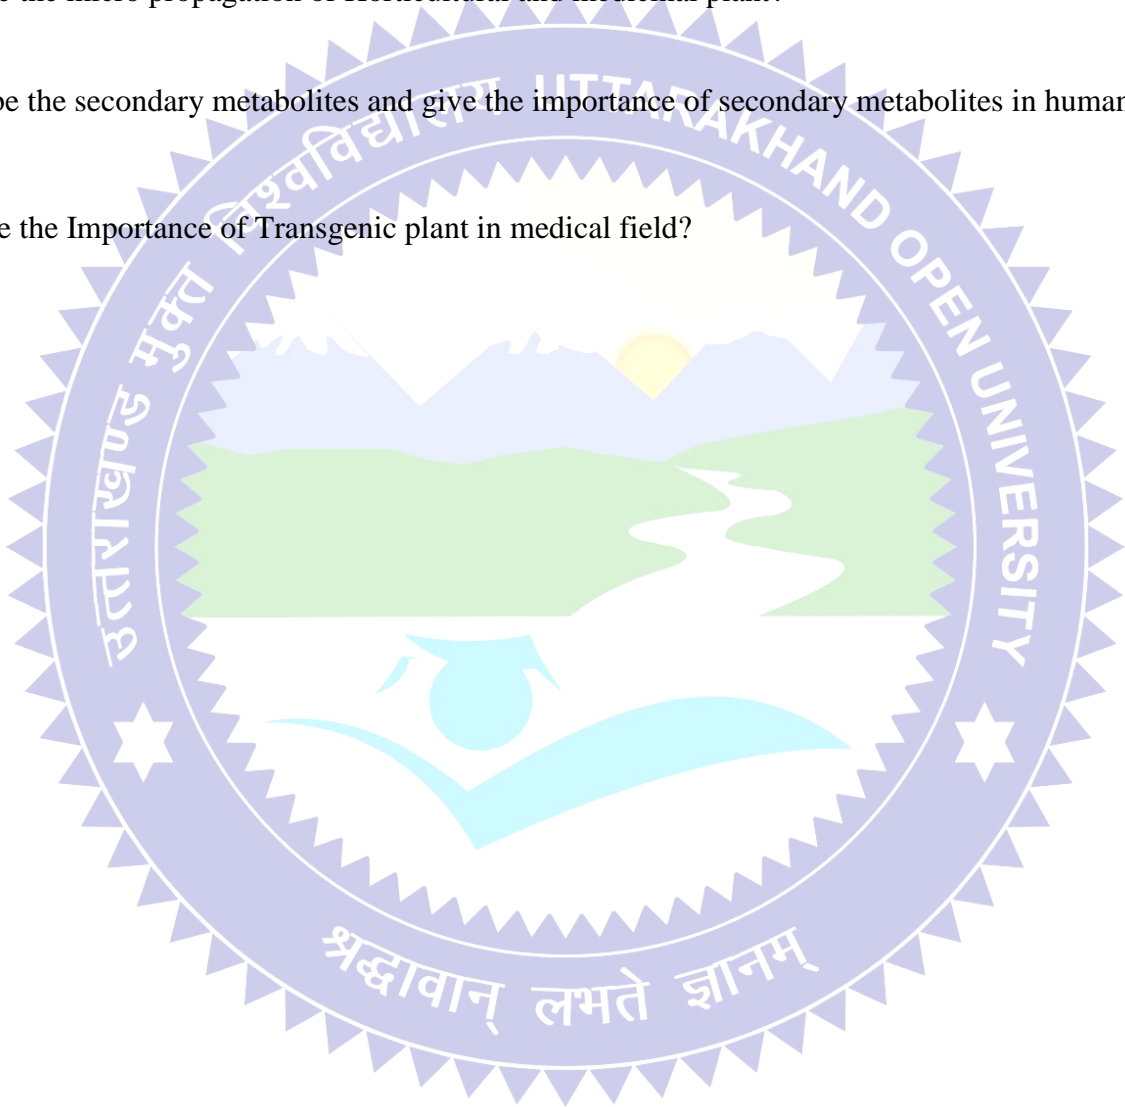 e the micro propagation of Horticultural and medicinal plant?
be the secondary metabolites and give the importance of secondary metabolites in human
e the Importance of Transgenic plant in medical field?
उत्तराखण्ड मुक्त विश्वविद्यालय
UTTARAKHAND OPEN UNIVERSITY
श्रद्धावान् लभते ज्ञानम्